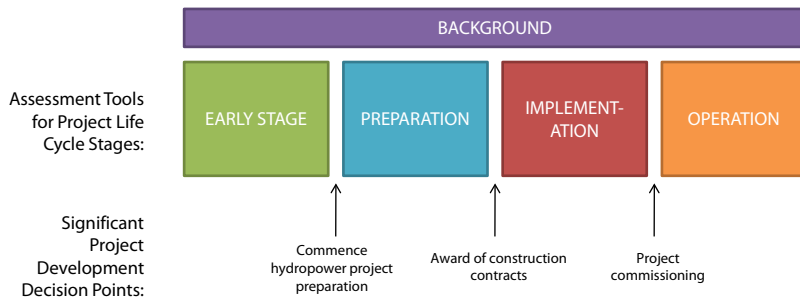 BACKGROUND
Assessment Tools
for Project Life
Cycle Stages:
EARLY STAGE
PREPARATION
IMPLEMENT-
ATION
OPERATION
Significant
Project
Development
Decision Points:
Commence
hydropower project
preparation
Award of construction
contracts
Project
commissioning